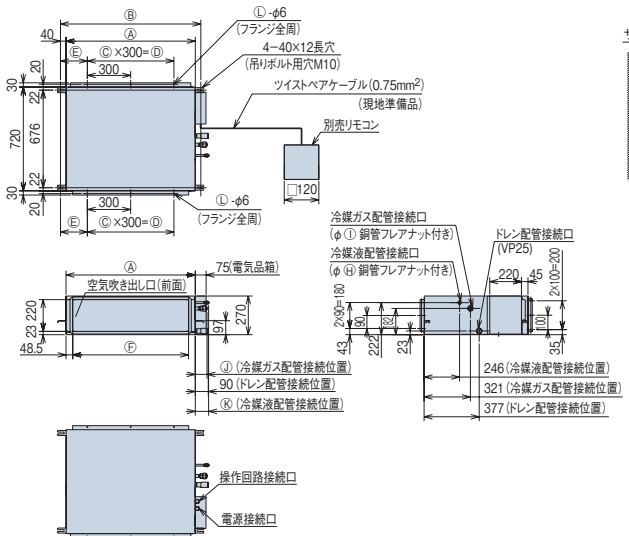 Ⓑ
Ⓐ
40
Ⓔ
Ⓒ×300=Ⓓ
300
Ⓛ-φ6
(フランジ全周)
4−40×12長穴
(吊りボルト用穴M10)
ツイストペアケーブル(0.75mm²)
(現地準備品)
別売リモコン
□120
30
20
22
720
676
22
30
20
300
Ⓔ
Ⓒ×300=Ⓓ
Ⓛ-φ6
(フランジ全周)
Ⓐ
75(電気品箱)
空気吹き出し口(前面)
220
23
48.5
Ⓕ
97
270
Ⓙ(冷媒ガス配管接続位置)
90(ドレン配管接続位置)
Ⓚ(冷媒液配管接続位置)
冷媒ガス配管接続口
(φⒾ銅管フレアナット付き)
冷媒液配管接続口
(φⒽ銅管フレアナット付き)
ドレン配管接続口
(VP25)
220
45
2×100=200
100
35
2×90=180
90
43
222
182
23
246(冷媒液配管接続位置)
321(冷媒ガス配管接続位置)
377(ドレン配管接続位置)
操作回路接続口
電源接続口